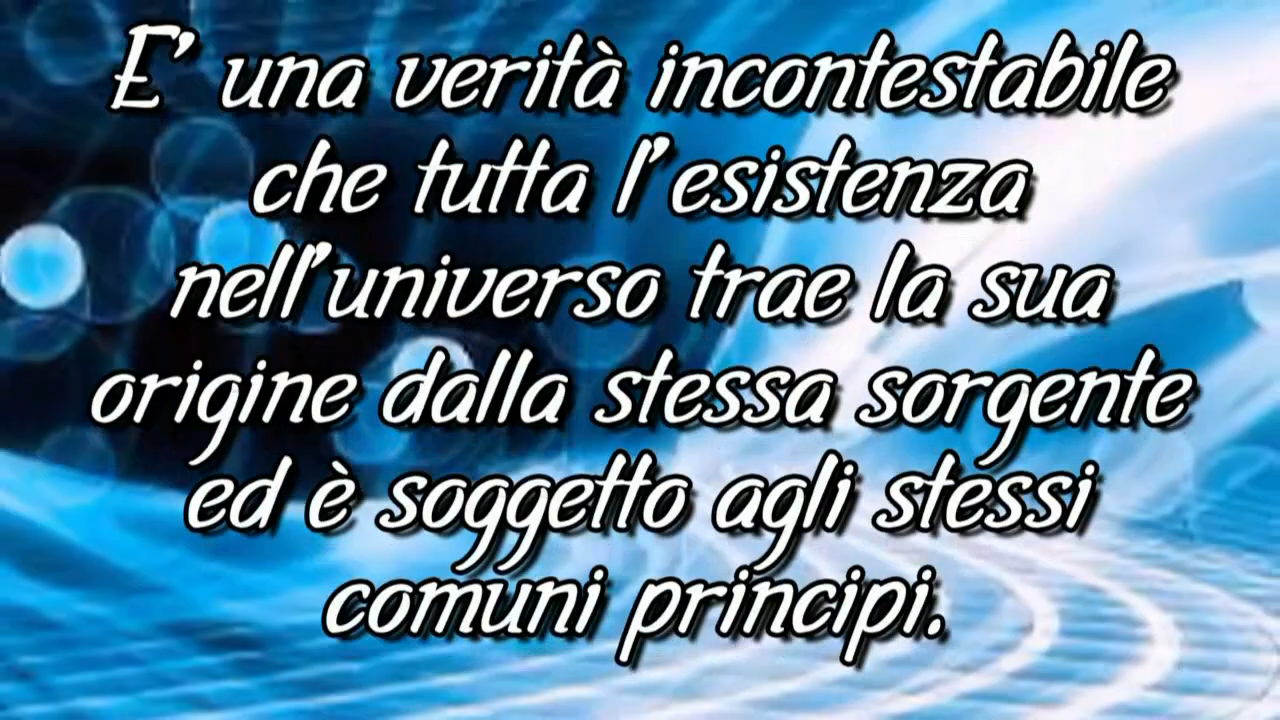 E' una verità incontestabile
che tutta l'esistenza
nell'universo trae la sua
origine dalla stessa sorgente
ed è soggetto agli stessi
comuni principi.